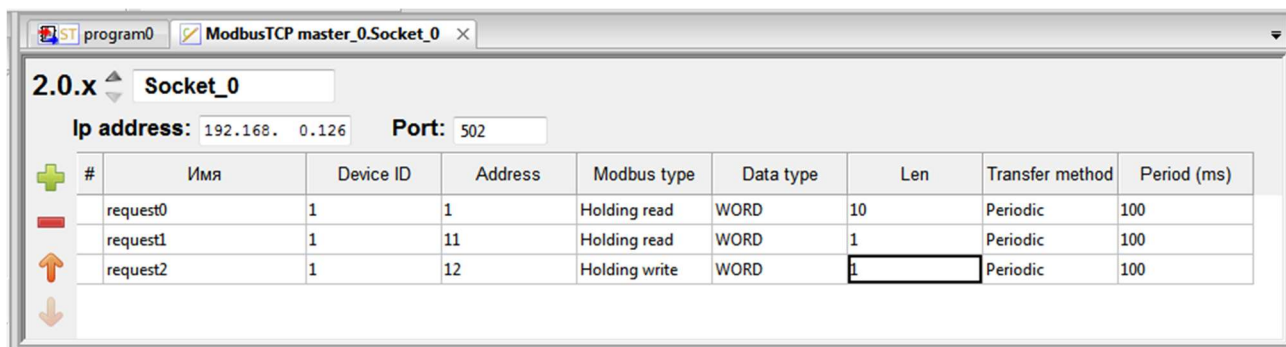 ST program0 ModbusTCP master_0.Socket_0
2.0.x Socket_0
Ip address: 192.168. 0.126 Port: 502
# Имя Device ID Address Modbus type Data type Len Transfer method Period (ms)
request0 1 1 Holding read WORD 10 Periodic 100
request1 1 11 Holding read WORD 1 Periodic 100
request2 1 12 Holding write WORD 1 Periodic 100